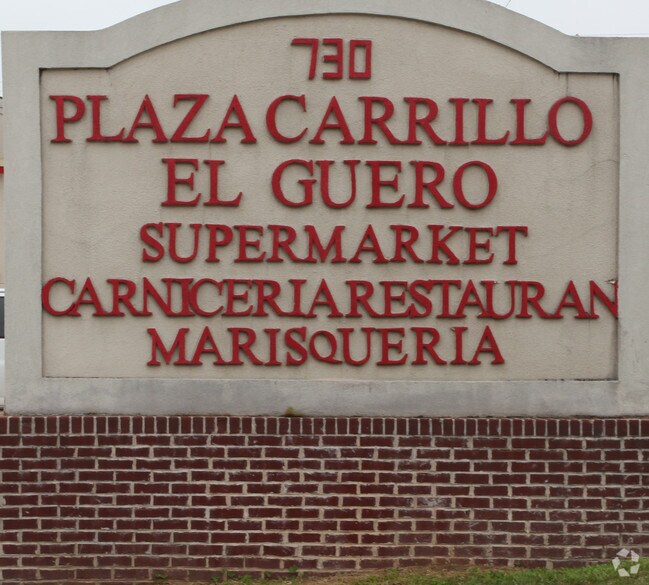 730
PLAZA CARRILLO
EL GUERO
SUPERMARKET
CARNICERIA RESTAURAN
MARISQUERIA